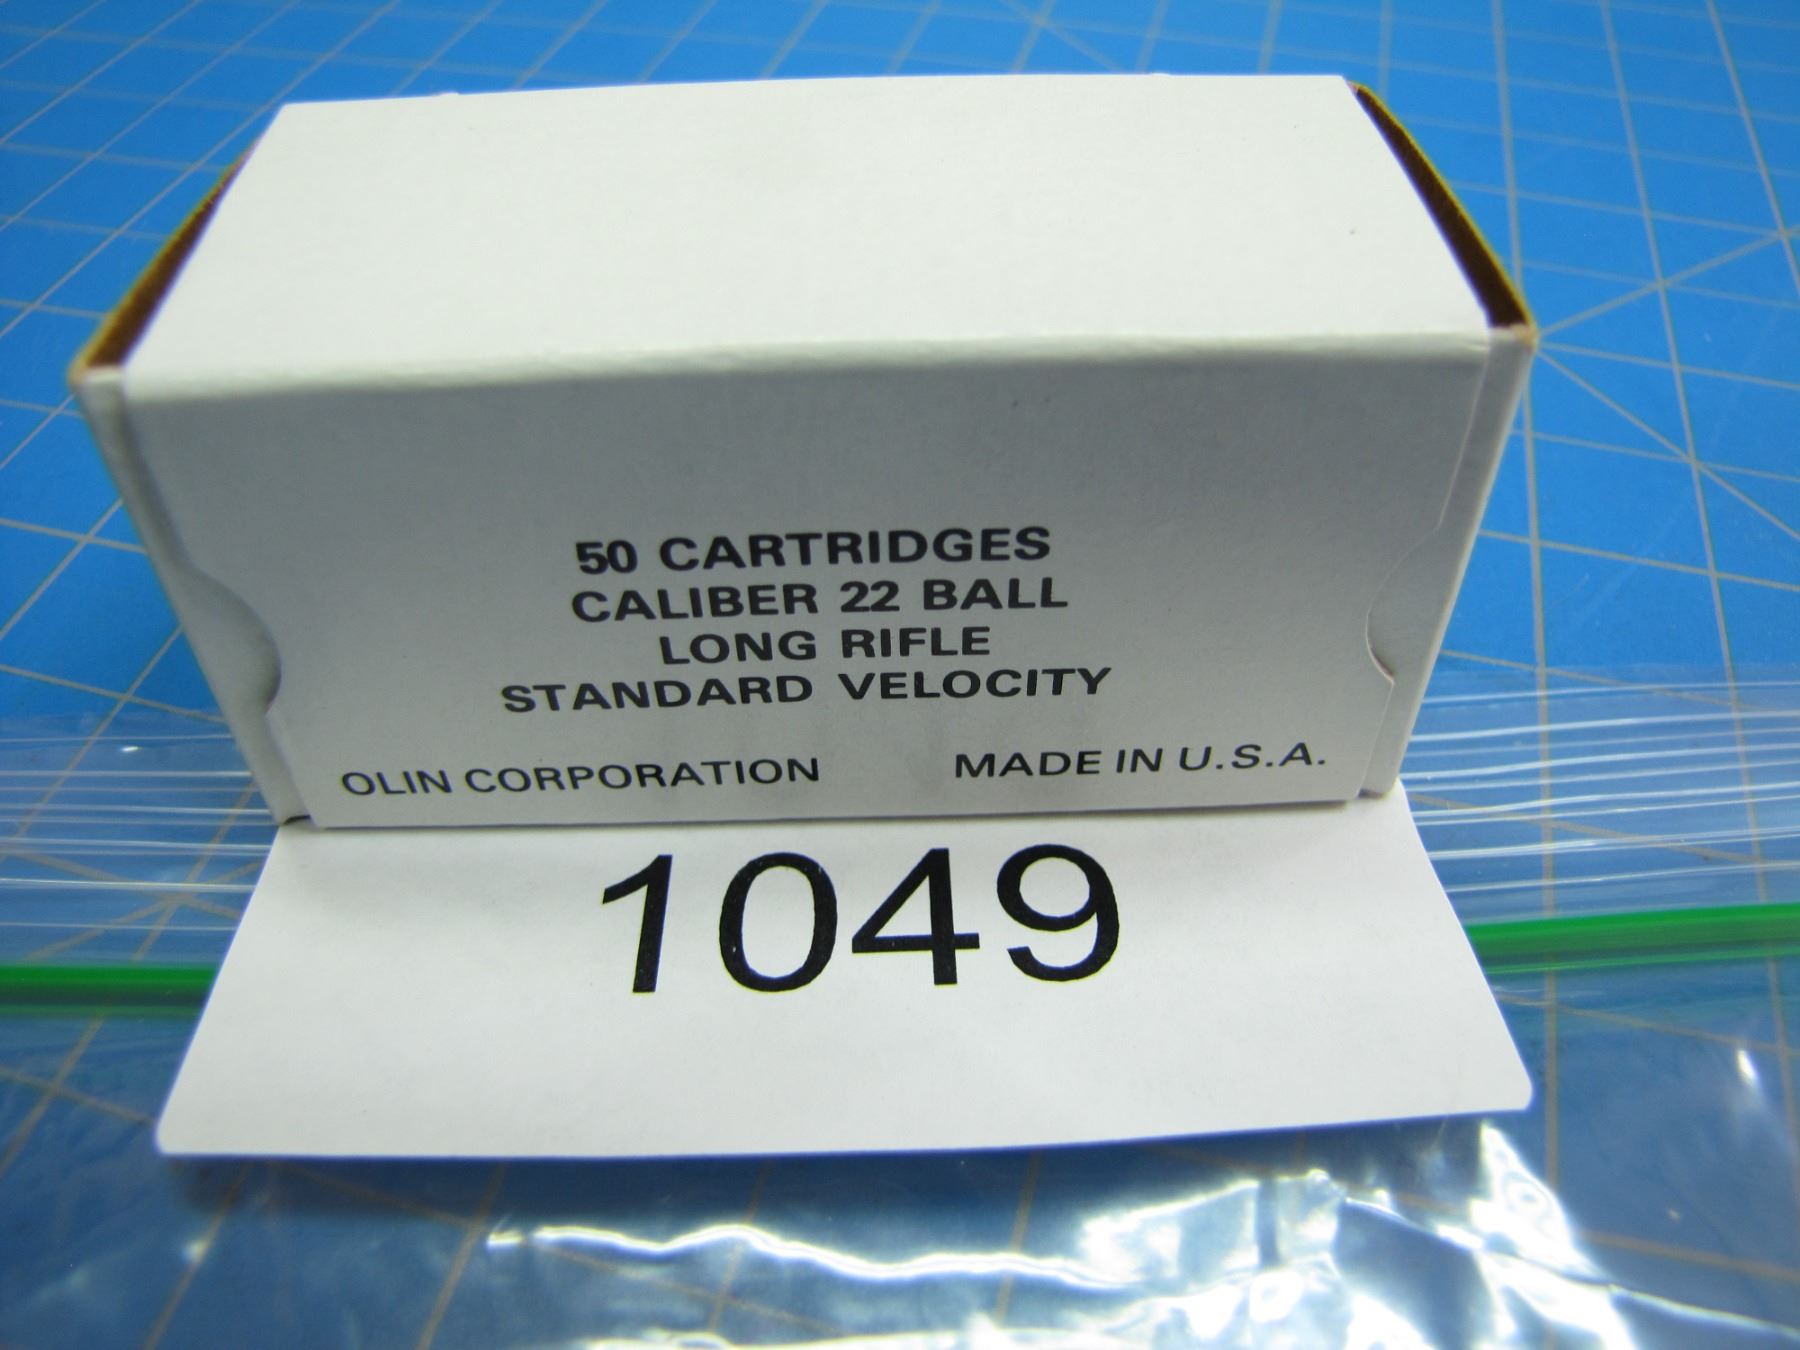 50 CARTRIDGES
CALIBER 22 BALL
LONG RIFLE
STANDARD VELOCITY
OLIN CORPORATION MADE IN U.S.A.
1049